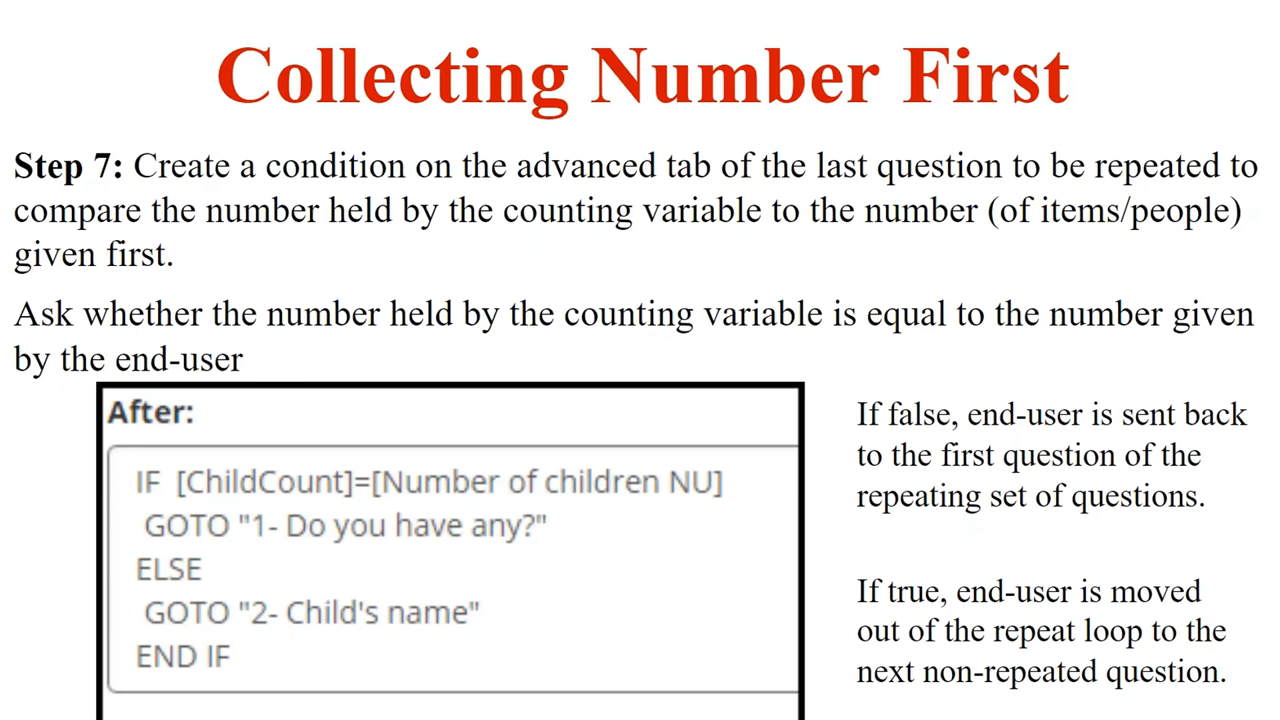 Collecting Number First
Step 7: Create a condition on the advanced tab of the last question to be repeated to
compare the number held by the counting variable to the number (of items/people)
given first.
Ask whether the number held by the counting variable is equal to the number given
by the end-user
After:
IF [ChildCount]=[Number of children NU]
GOTO "1- Do you have any?"
ELSE
GOTO "2- Child's name"
END IF
If false, end-user is sent back
to the first question of the
repeating set of questions.
If true, end-user is moved
out of the repeat loop to the
next non-repeated question.